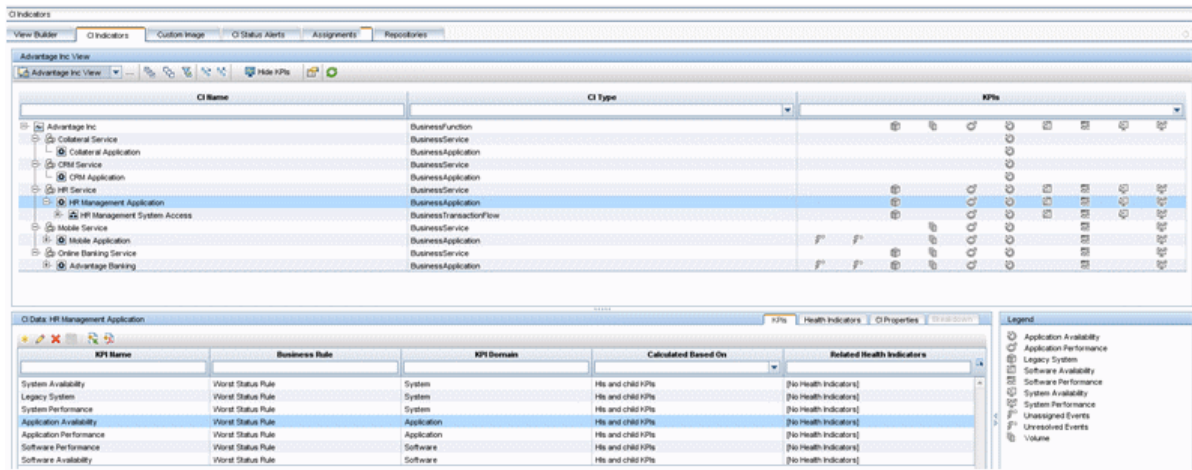 CI Indicators
View Builder CI Indicators Custom Image CI Status Alerts Assignments Repositories
Advantage Inc View
Advantage Inc View ... Hide KPIs
CI Name CI Type KPIs
Advantage Inc BusinessFunction
Collateral Service BusinessService
Collateral Application BusinessApplication
CRM Service BusinessService
CRM Application BusinessApplication
HR Service BusinessService
HR Management Application BusinessApplication
HR Management System Access BusinessTransactionFlow
Mobile Service BusinessService
Mobile Application BusinessApplication
Online Banking Service BusinessService
Advantage Banking BusinessApplication
CI Data: HR Management Application KPIs Health Indicators CI Properties Breakdown
KPI Name Business Rule KPI Domain Calculated Based On Related Health Indicators
System Availability Worst Status Rule System HIs and child KPIs [No Health Indicators]
Legacy System Worst Status Rule System HIs and child KPIs [No Health Indicators]
System Performance Worst Status Rule System HIs and child KPIs [No Health Indicators]
Application Availability Worst Status Rule Application HIs and child KPIs [No Health Indicators]
Application Performance Worst Status Rule Application HIs and child KPIs [No Health Indicators]
Software Performance Worst Status Rule Software HIs and child KPIs [No Health Indicators]
Software Availability Worst Status Rule Software HIs and child KPIs [No Health Indicators]
Legend
Application Availability
Application Performance
Legacy System
Software Availability
Software Performance
System Availability
System Performance
Unassigned Events
Unresolved Events
Volume